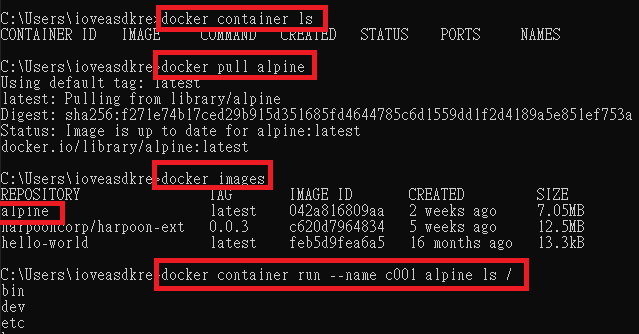 C:\Users\ioveasdkre>docker container ls
CONTAINER ID IMAGE COMMAND CREATED STATUS PORTS NAMES
C:\Users\ioveasdkre>docker pull alpine
Using default tag: latest
latest: Pulling from library/alpine
Digest: sha256:f271e74b17ced29b915d351685fd4644785c6d1559dd1f2d4189a5e851ef753a
Status: Image is up to date for alpine:latest
docker.io/library/alpine:latest
C:\Users\ioveasdkre>docker images
REPOSITORY TAG IMAGE ID CREATED SIZE
alpine latest 042a816809aa 2 weeks ago 7.05MB
harpooncorp/harpoon-ext 0.0.3 c620d7964834 5 weeks ago 12.5MB
hello-world latest feb5d9fea6a5 16 months ago 13.3kB
C:\Users\ioveasdkre>docker container run --name c001 alpine ls /
bin
dev
etc